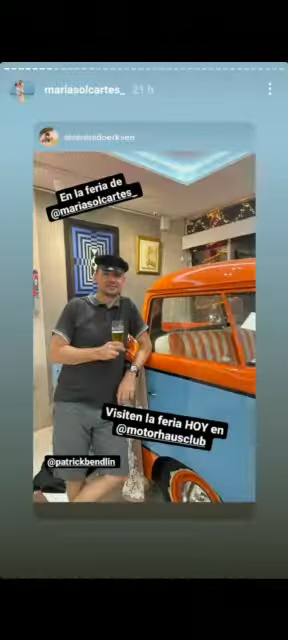 mariasolcartes_ 21 h
En la feria de
@mariasolcartes_
Visiten la feria HOY en
@motorhausclub
@patrickbendlin